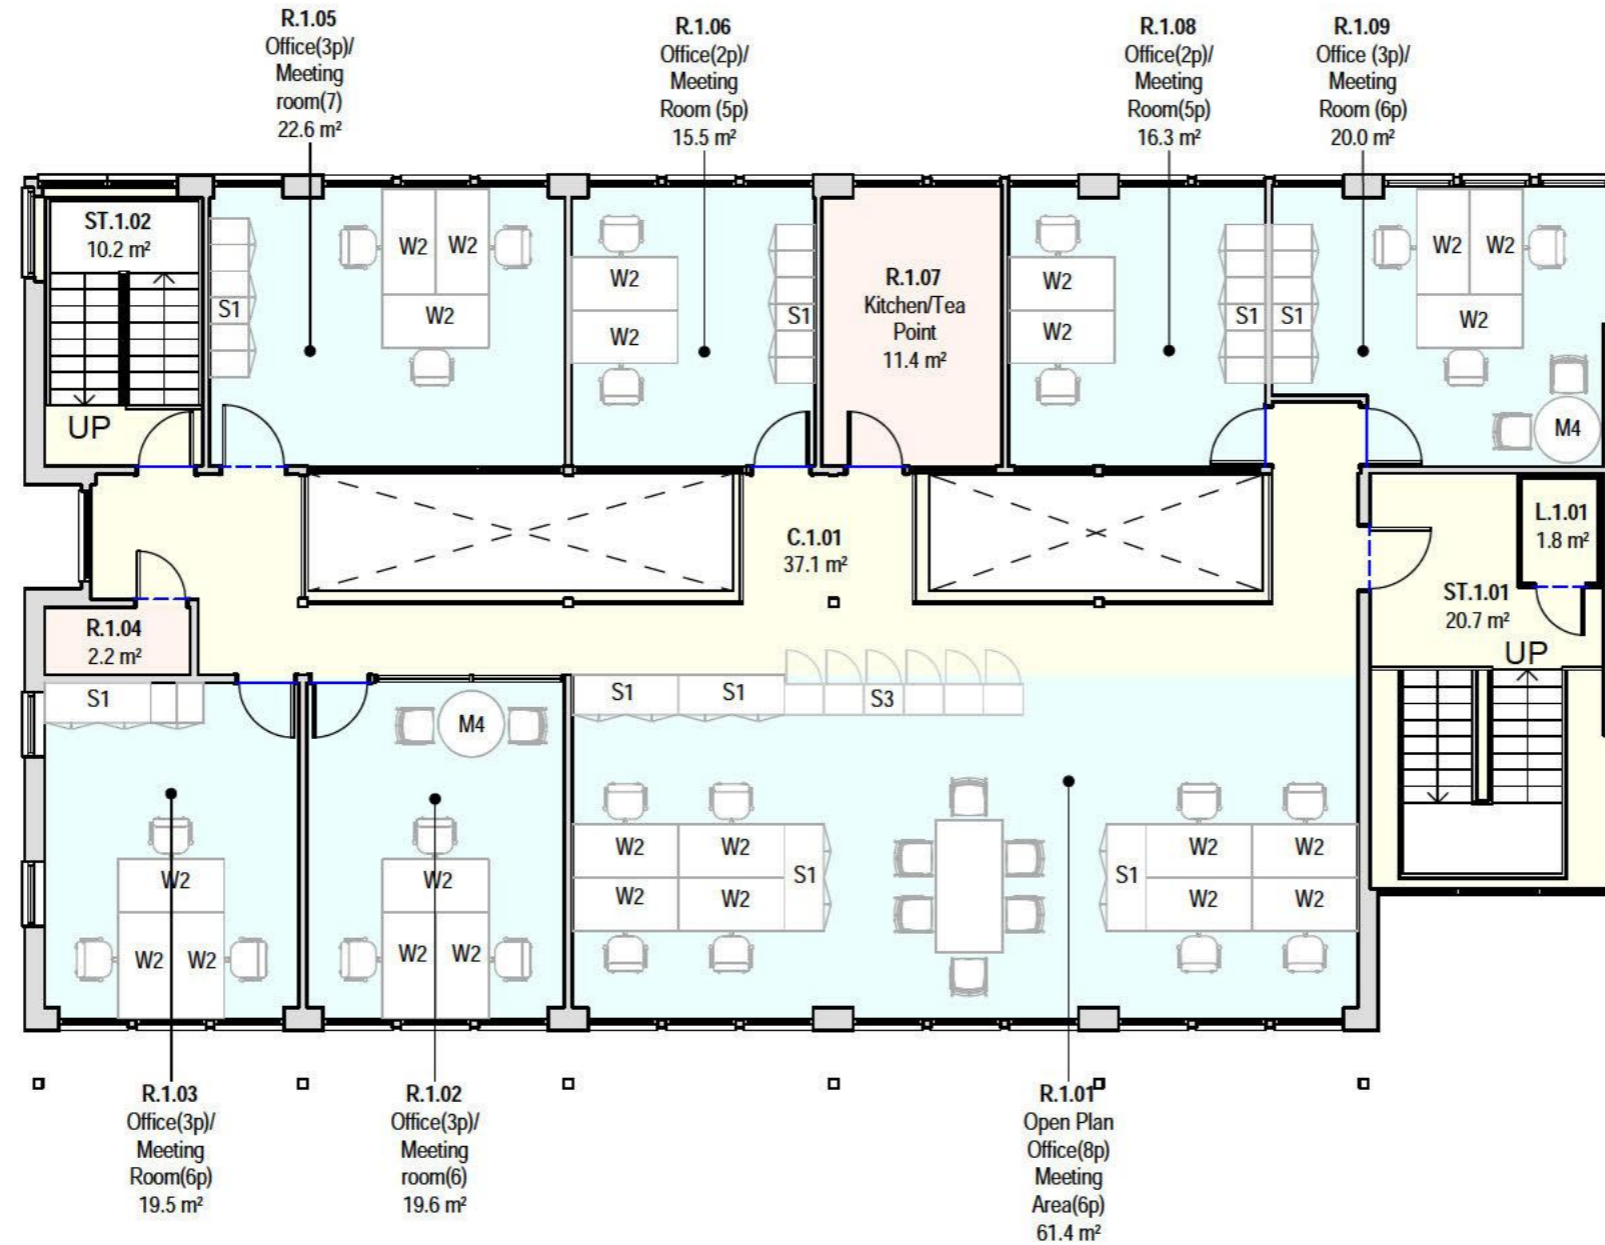 R.1.05
Office(3p)/
Meeting
room(7)
22.6 m²
R.1.06
Office(2p)/
Meeting
Room (5p)
15.5 m²
R.1.08
Office(2p)/
Meeting
Room(5p)
16.3 m²
R.1.09
Office (3p)/
Meeting
Room (6p)
20.0 m²
ST.1.02
10.2 m²
UP
S1
W2 W2
W2
W2
W2
S1
R.1.07
Kitchen/Tea
Point
11.4 m²
W2
W2
S1
S1
W2 W2
W2
M4
C.1.01
37.1 m²
L.1.01
1.8 m²
ST.1.01
20.7 m²
UP
R.1.04
2.2 m²
S1
W2
W2 W2
M4
W2
W2 W2
S1 S1 S3
W2 W2
W2 W2
S1
S1
W2 W2
W2 W2
R.1.03
Office(3p)/
Meeting
Room(6p)
19.5 m²
R.1.02
Office(3p)/
Meeting
room(6)
19.6 m²
R.1.01
Open Plan
Office(8p)
Meeting
Area(6p)
61.4 m²